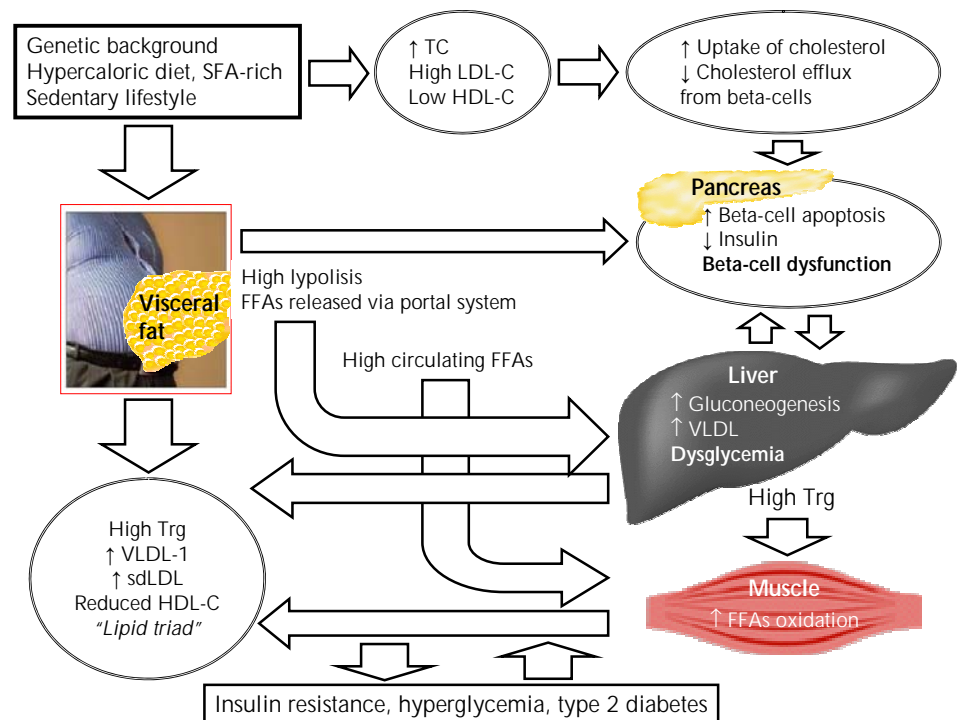 Genetic background
Hypercaloric diet, SFA-rich
Sedentary lifestyle
↑ TC
High LDL-C
Low HDL-C
↑ Uptake of cholesterol
↓ Cholesterol efflux
from beta-cells
Pancreas
↑ Beta-cell apoptosis
↓ Insulin
Beta-cell dysfunction
Visceral
fat
High lypolisis
FFAs released via portal system
High circulating FFAs
Liver
↑ Gluconeogenesis
↑ VLDL
Dysglycemia
High Trg
High Trg
↑ VLDL-1
↑ sdLDL
Reduced HDL-C
“Lipid triad”
Muscle
↑ FFAs oxidation
Insulin resistance, hyperglycemia, type 2 diabetes